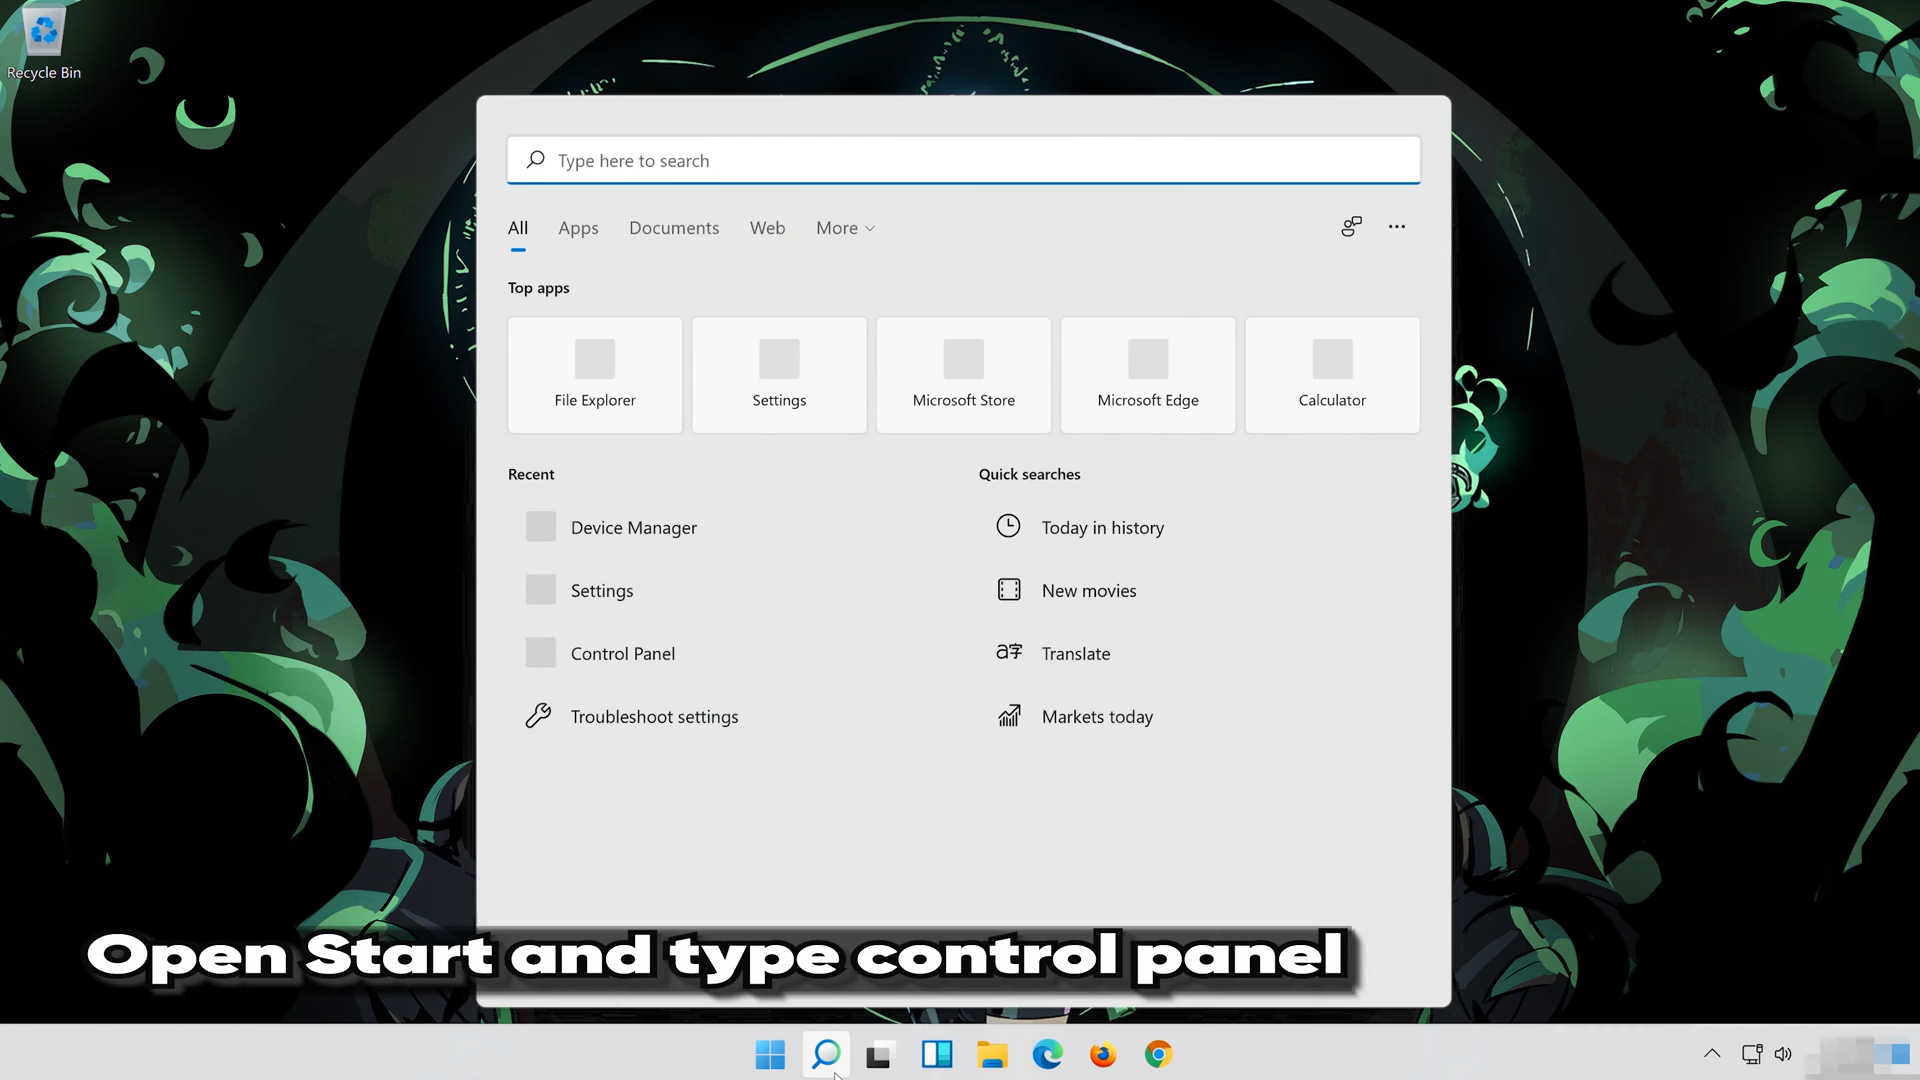 Recycle Bin
Type here to search
All Apps Documents Web More
Top apps
File Explorer Settings Microsoft Store Microsoft Edge Calculator
Recent
Device Manager
Settings
Control Panel
Troubleshoot settings
Quick searches
Today in history
New movies
Translate
Markets today
Open Start and type control panel